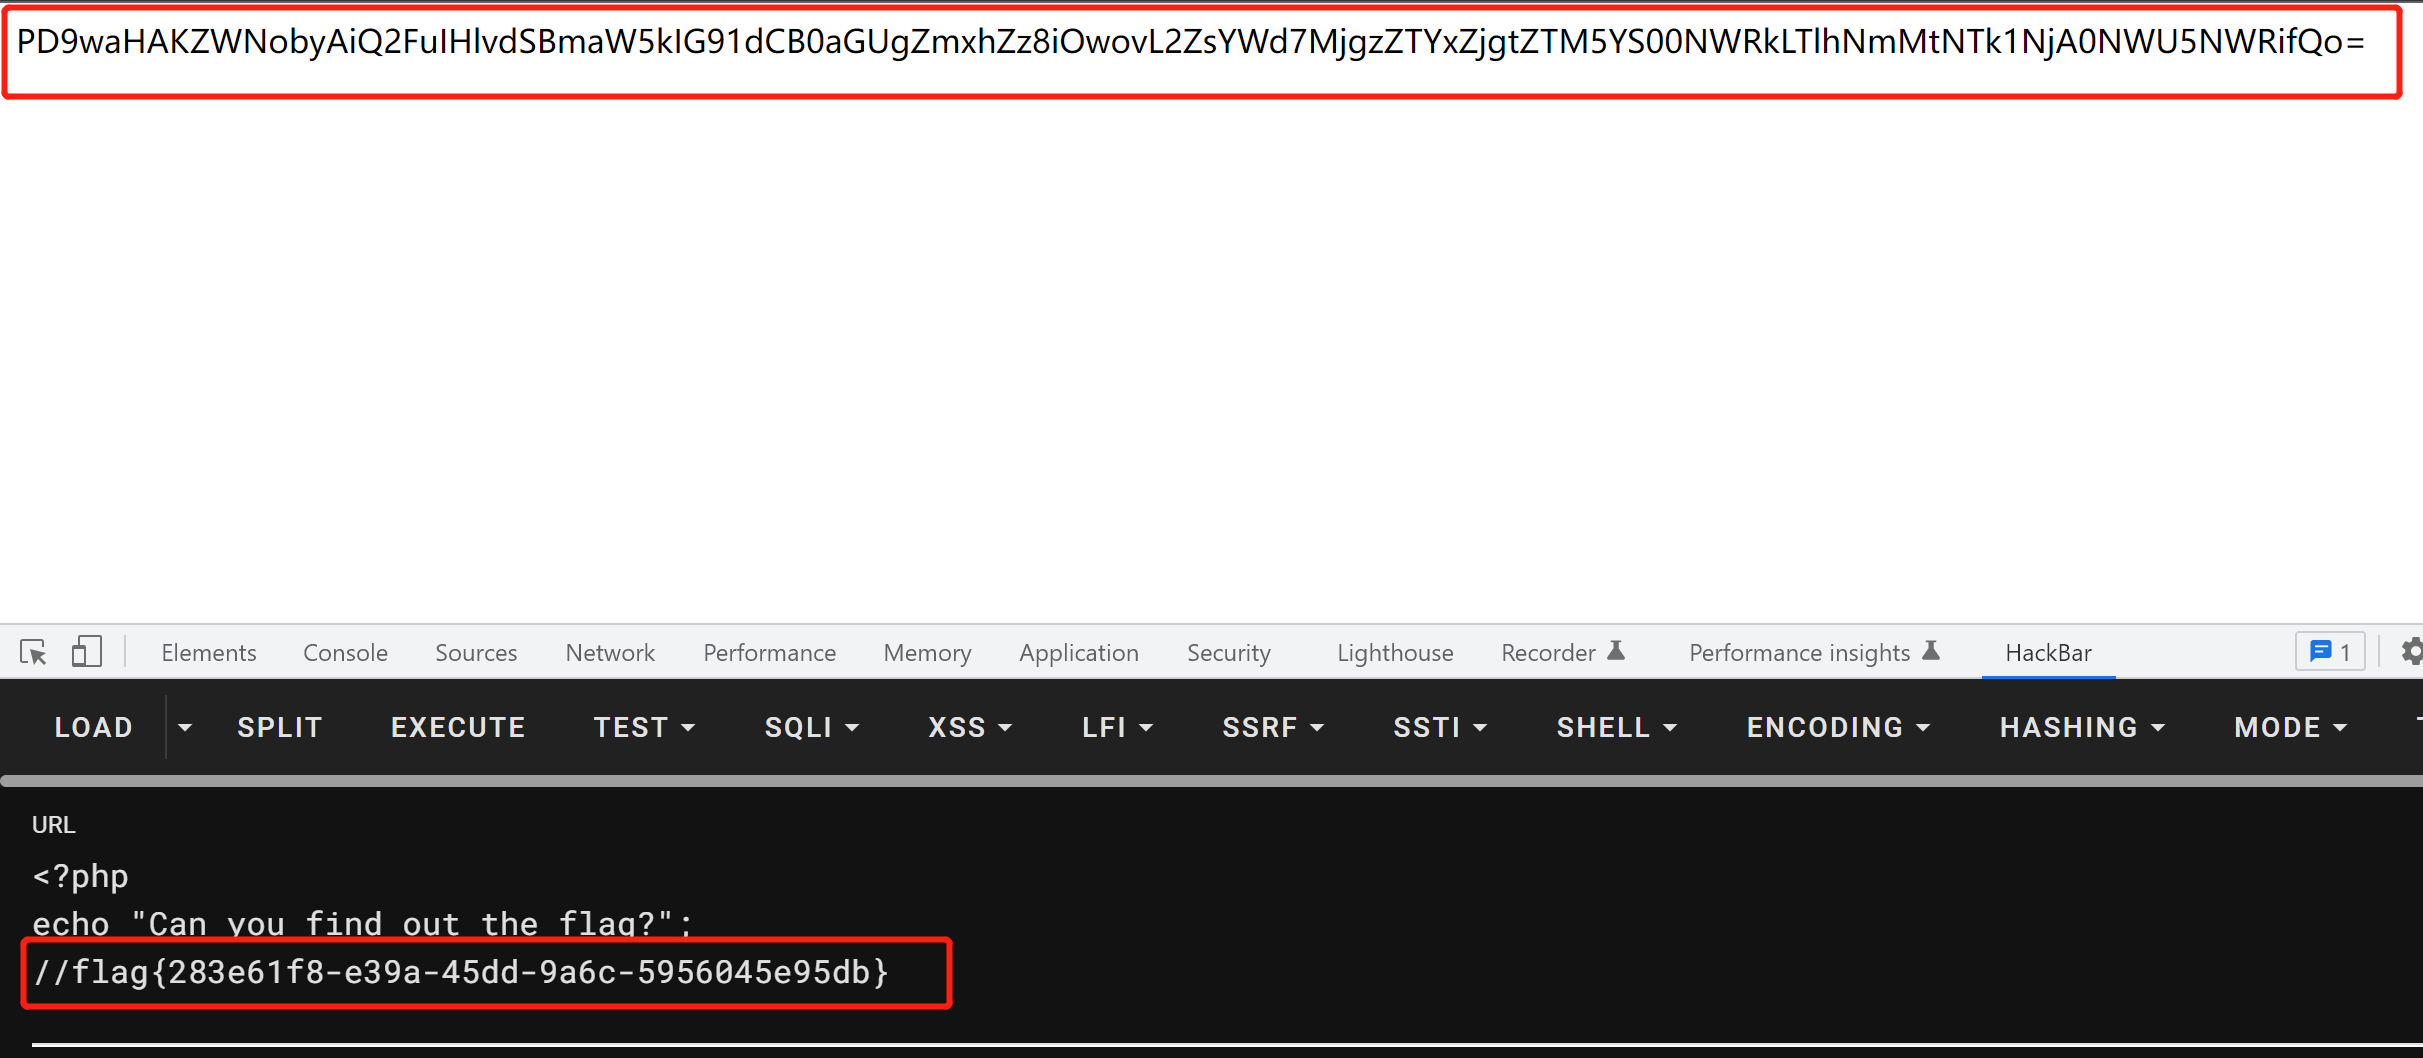 PD9waHAKZWNobyAiQ2FuIHlvdSBmaW5kIG91dCB0aGUgZmxhZz8iOwovL2ZsYWd7MjgzZTYxZjgtZTM5YS00NWRkLTlhNmMtNTk1NjA0NWU5NWRifQo=
Elements Console Sources Network Performance Memory Application Security Lighthouse Recorder Performance insights HackBar 1
LOAD SPLIT EXECUTE TEST SQLI XSS LFI SSRF SSTI SHELL ENCODING HASHING MODE
URL
<?php
echo "Can you find out the flag?";
//flag{283e61f8-e39a-45dd-9a6c-5956045e95db}